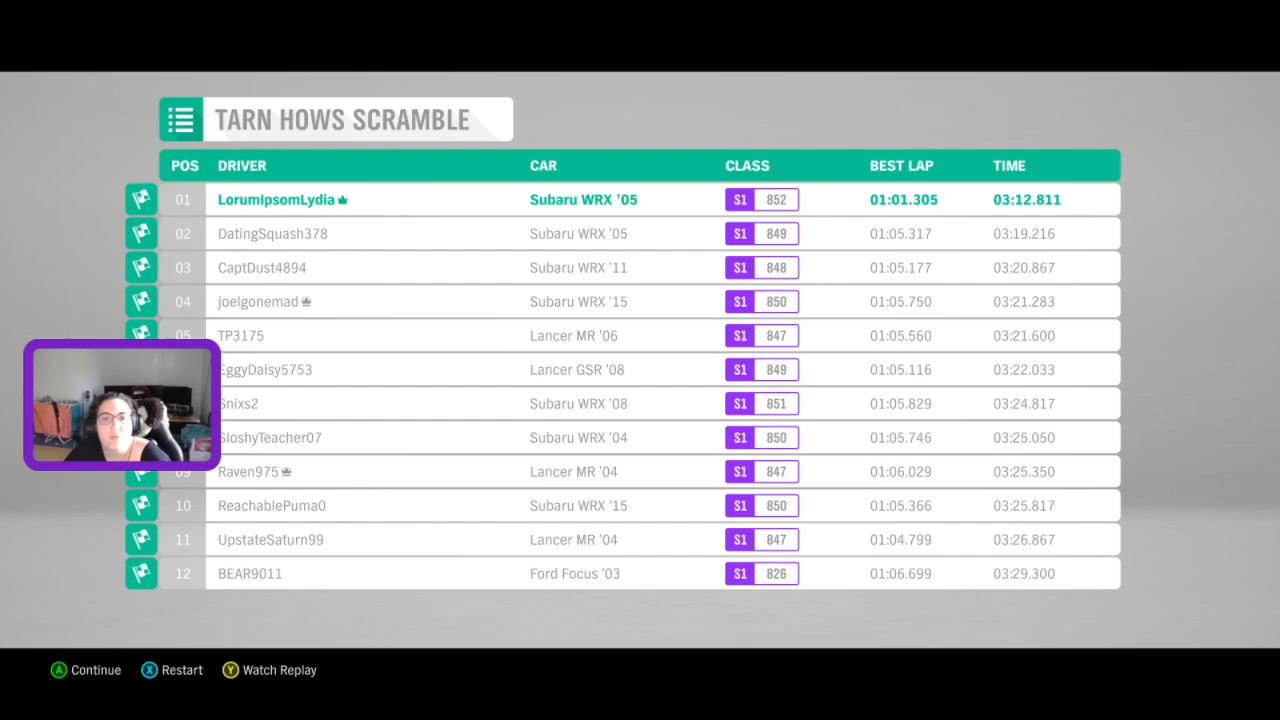 TARN HOWS SCRAMBLE
POS DRIVER CAR CLASS BEST LAP TIME
01 LorumIpsomLydia Subaru WRX '05 S1 852 01:01.305 03:12.811
02 DatingSquash378 Subaru WRX '05 S1 849 01:05.317 03:19.216
03 CaptDust4894 Subaru WRX '11 S1 848 01:05.177 03:20.867
04 joelgonemad Subaru WRX '15 S1 850 01:05.750 03:21.283
05 TP3175 Lancer MR '06 S1 847 01:05.560 03:21.600
EggyDaisy5753 Lancer GSR '08 S1 849 01:05.116 03:22.033
Snixs2 Subaru WRX '08 S1 851 01:05.829 03:24.817
SloshyTeacher07 Subaru WRX '04 S1 850 01:05.746 03:25.050
09 Raven975 Lancer MR '04 S1 847 01:06.029 03:25.350
10 ReachablePuma0 Subaru WRX '15 S1 850 01:05.366 03:25.817
11 UpstateSaturn99 Lancer MR '04 S1 847 01:04.799 03:26.867
12 BEAR9011 Ford Focus '03 S1 826 01:06.699 03:29.300
A Continue X Restart Y Watch Replay